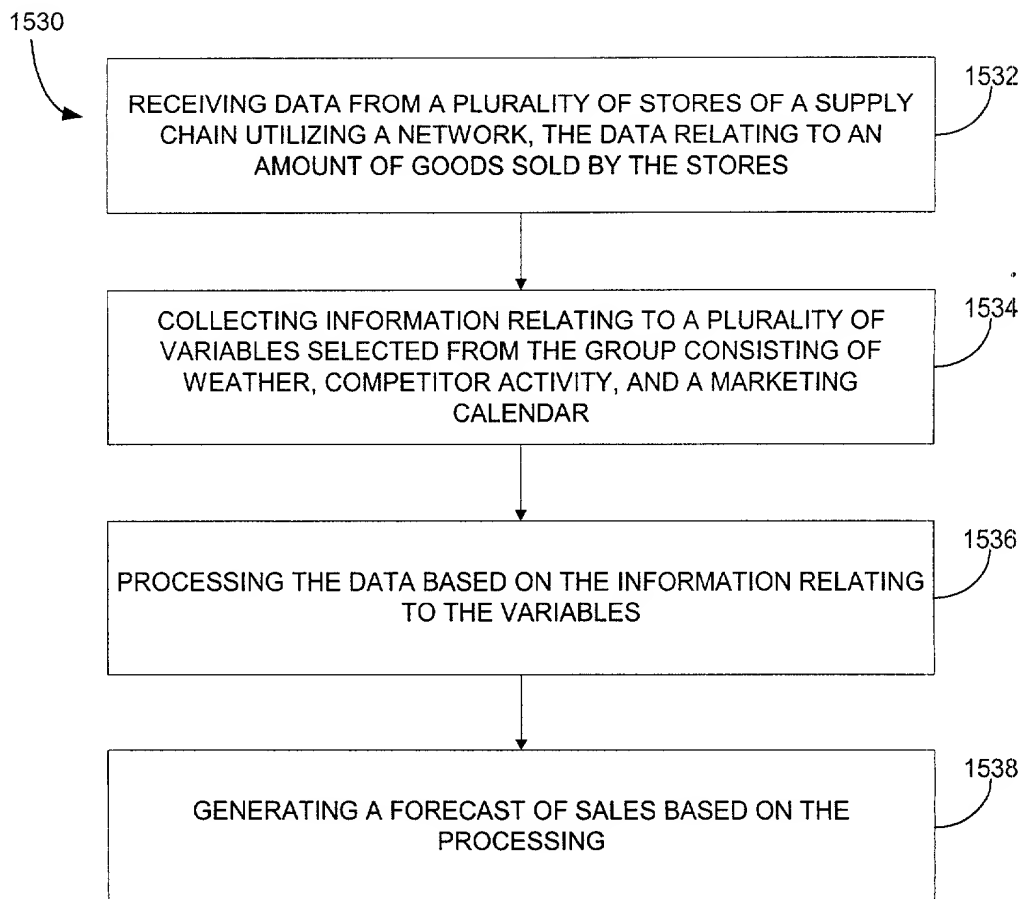 1530
1532
RECEIVING DATA FROM A PLURALITY OF STORES OF A SUPPLY
CHAIN UTILIZING A NETWORK, THE DATA RELATING TO AN
AMOUNT OF GOODS SOLD BY THE STORES
1534
COLLECTING INFORMATION RELATING TO A PLURALITY OF
VARIABLES SELECTED FROM THE GROUP CONSISTING OF
WEATHER, COMPETITOR ACTIVITY, AND A MARKETING
CALENDAR
1536
PROCESSING THE DATA BASED ON THE INFORMATION RELATING
TO THE VARIABLES
1538
GENERATING A FORECAST OF SALES BASED ON THE
PROCESSING